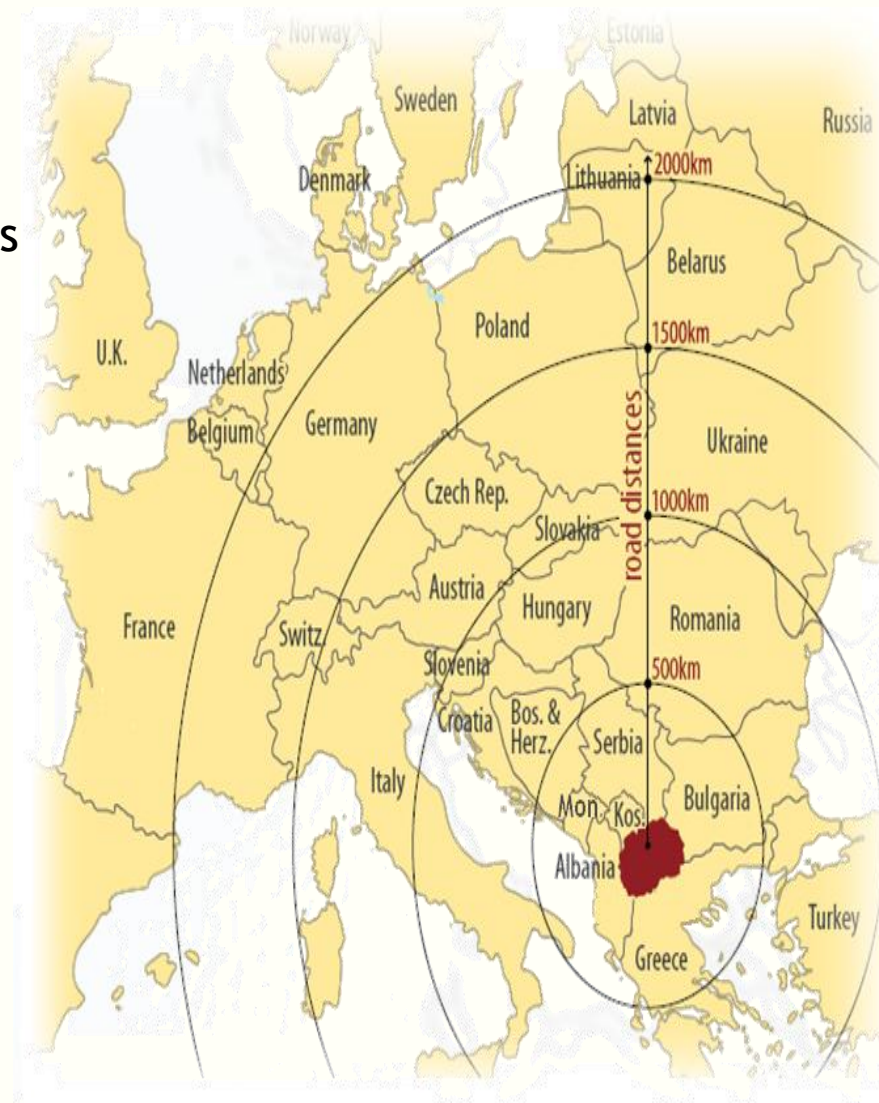 Norway
Estonia
Sweden
Latvia
Russia
2000km
Denmark
Lithuania
s
Belarus
Poland
1500km
U.K.
Netherlands
Belgium
Germany
road distances
Ukraine
Czech Rep.
1000km
Slovakia
Austria
Hungary
Romania
France
Switz.
Slovenia
500km
Croatia
Bos. &
Herz.
Serbia
Italy
Mon.
Kos.
Bulgaria
Albania
Turkey
Greece